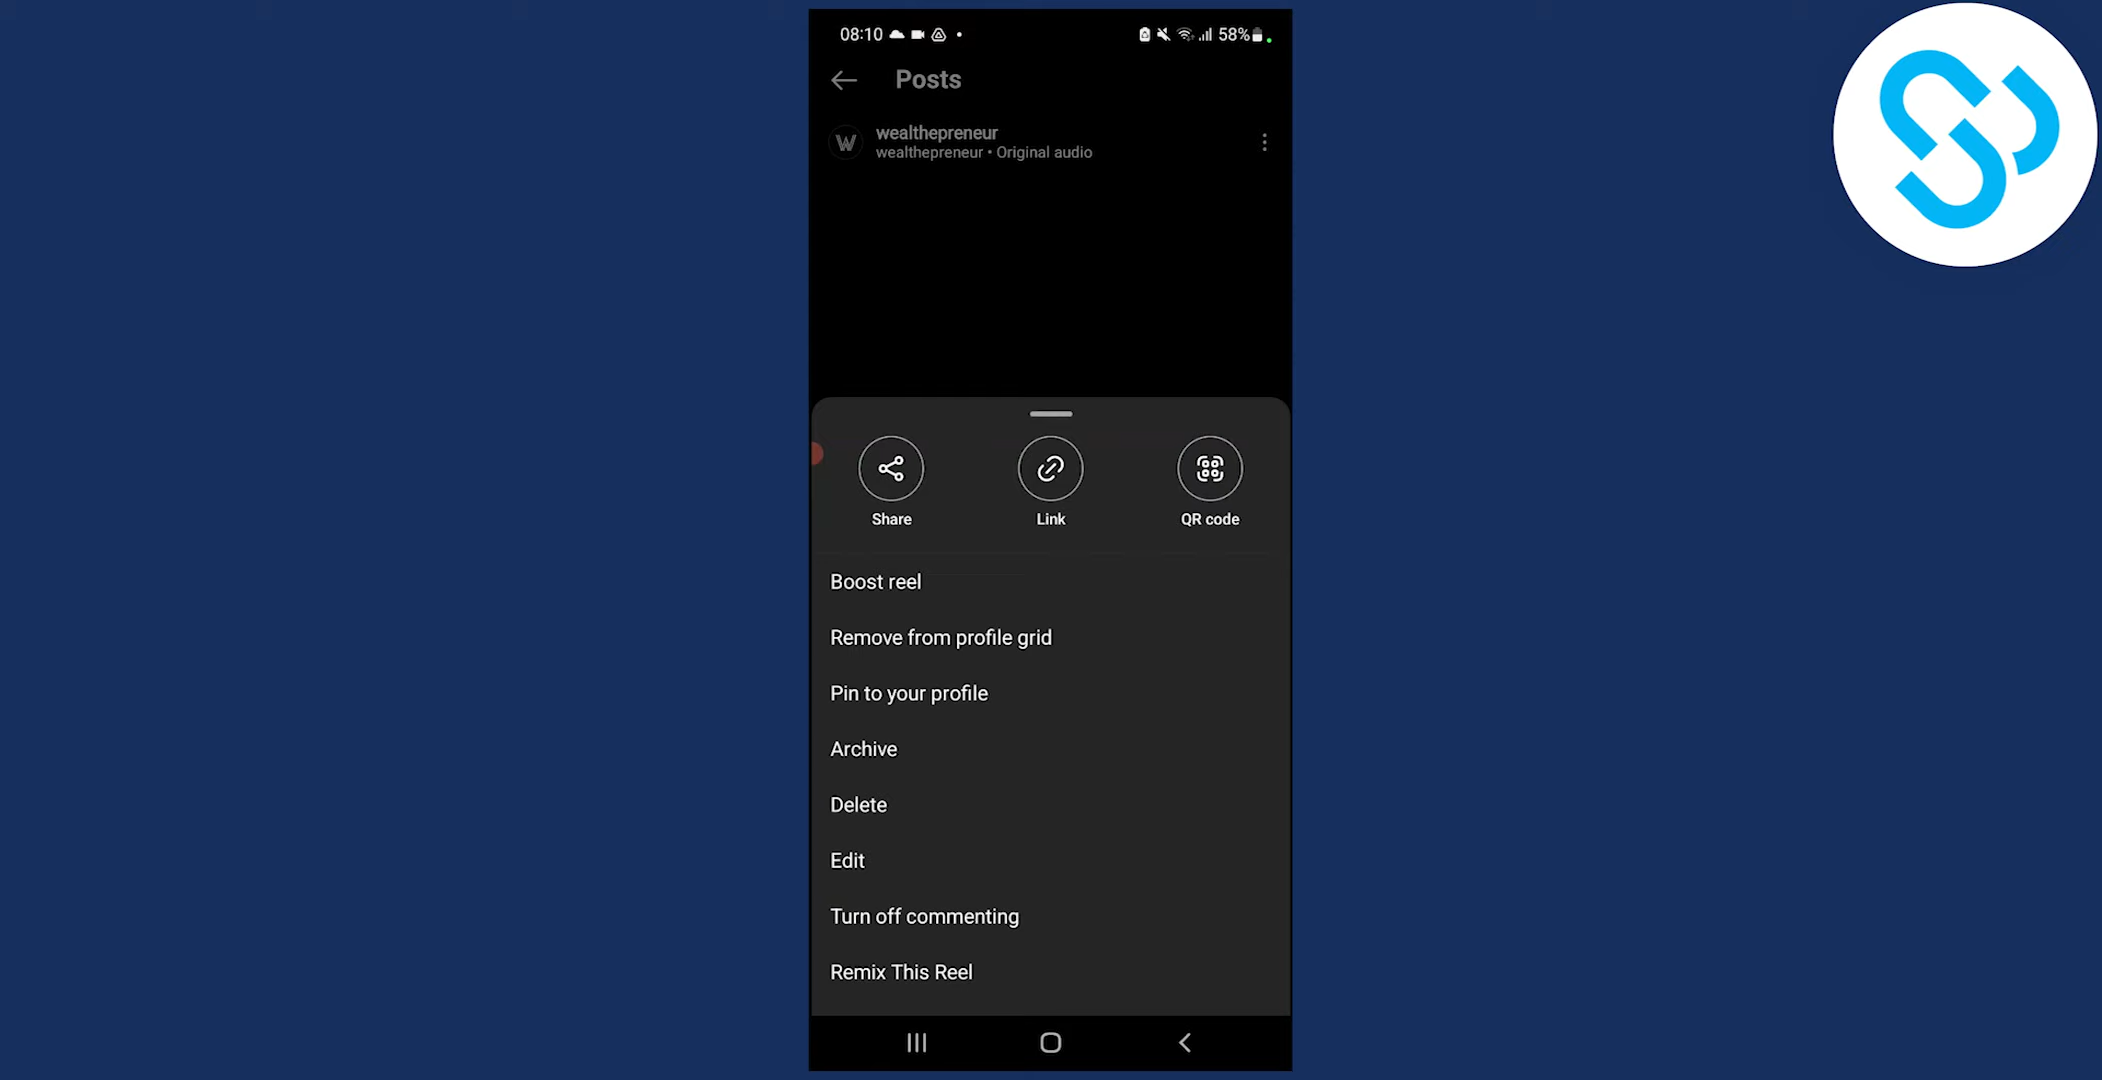 08:10 58%
Posts
W wealthepreneur
wealthepreneur • Original audio
Share Link QR code
Boost reel
Remove from profile grid
Pin to your profile
Archive
Delete
Edit
Turn off commenting
Remix This Reel